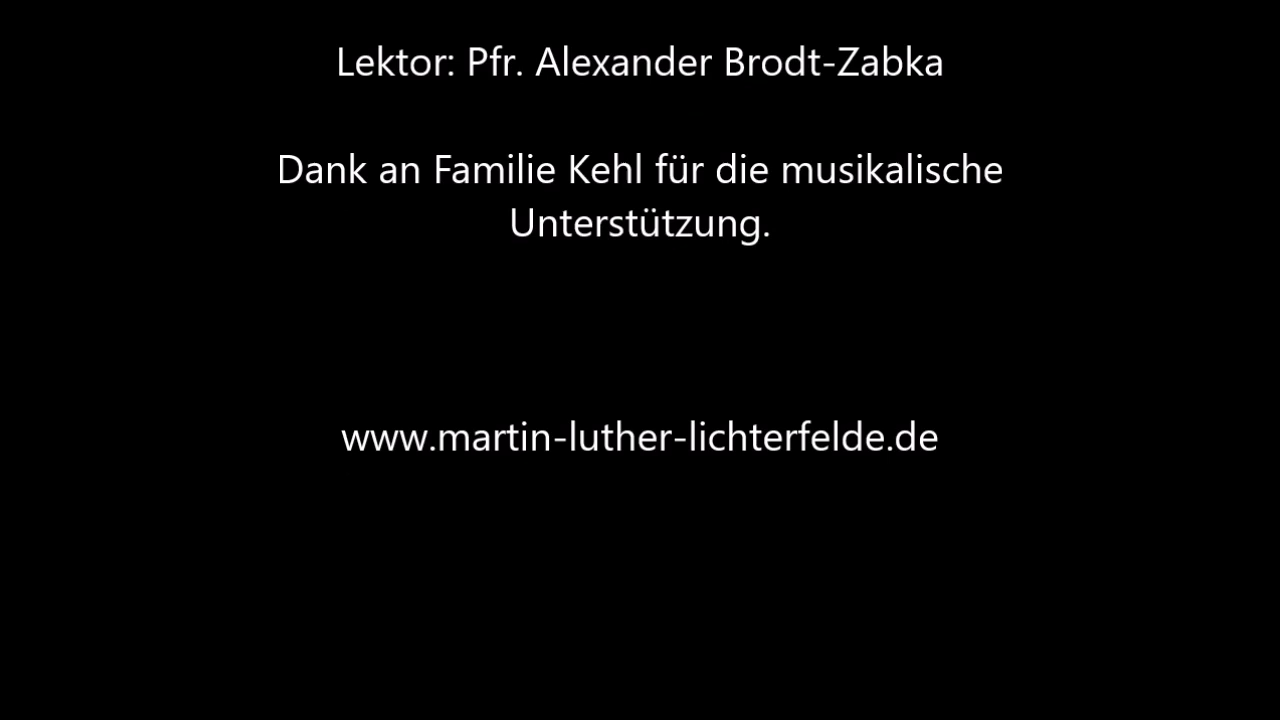 Lektor: Pfr. Alexander Brodt-Zabka
Dank an Familie Kehl für die musikalische
Unterstützung.
www.martin-luther-lichterfelde.de